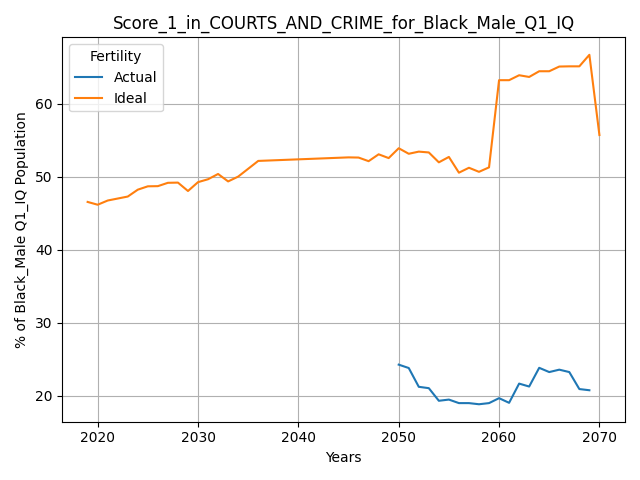 Score_1_in_COURTS_AND_CRIME_for_Black_Male_Q1_IQ
Fertility
Actual
Ideal
% of Black_Male Q1_IQ Population
60
50
40
30
20
2020
2030
2040
2050
2060
2070
Years